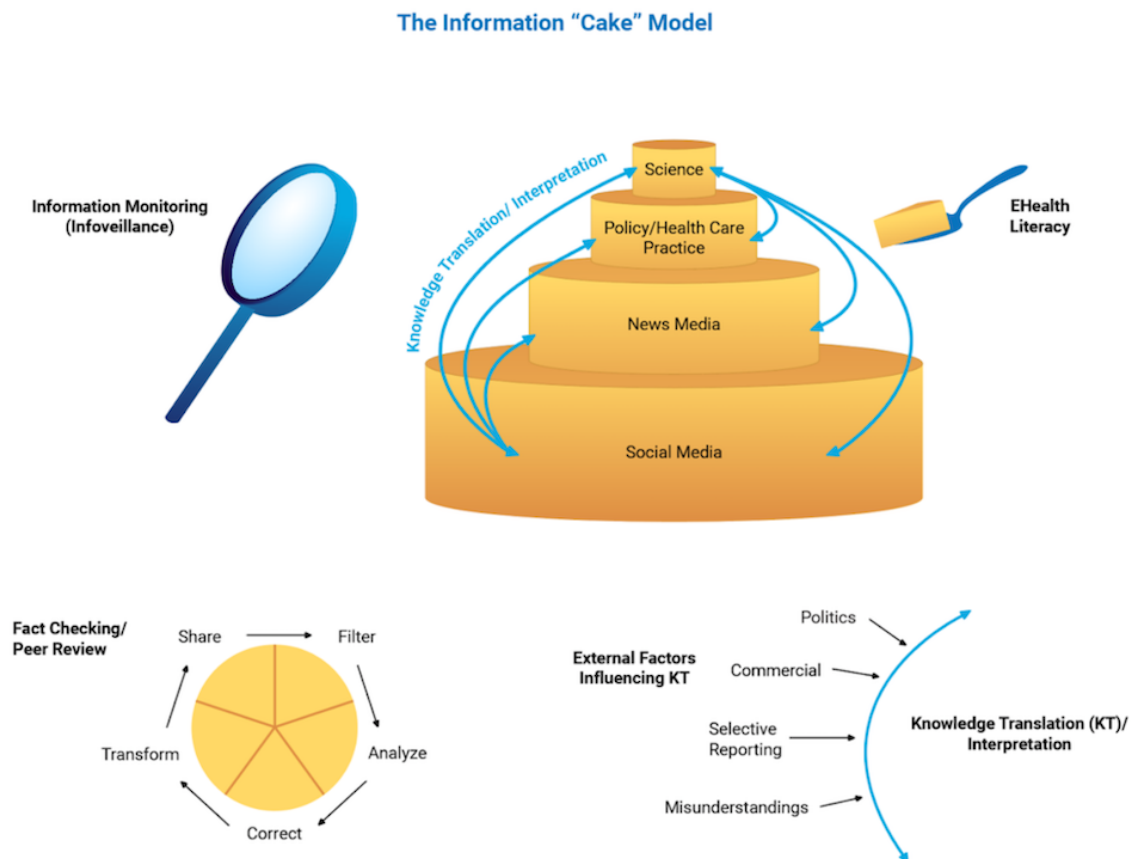 The Information “Cake” Model
Information Monitoring
(Infoveillance)
Knowledge Translation/ Interpretation
Science
Policy/Health Care
Practice
News Media
Social Media
EHealth
Literacy
Fact Checking/
Peer Review
Share
Filter
Analyze
Correct
Transform
External Factors
Influencing KT
Politics
Commercial
Selective
Reporting
Misunderstandings
Knowledge Translation (KT)/
Interpretation